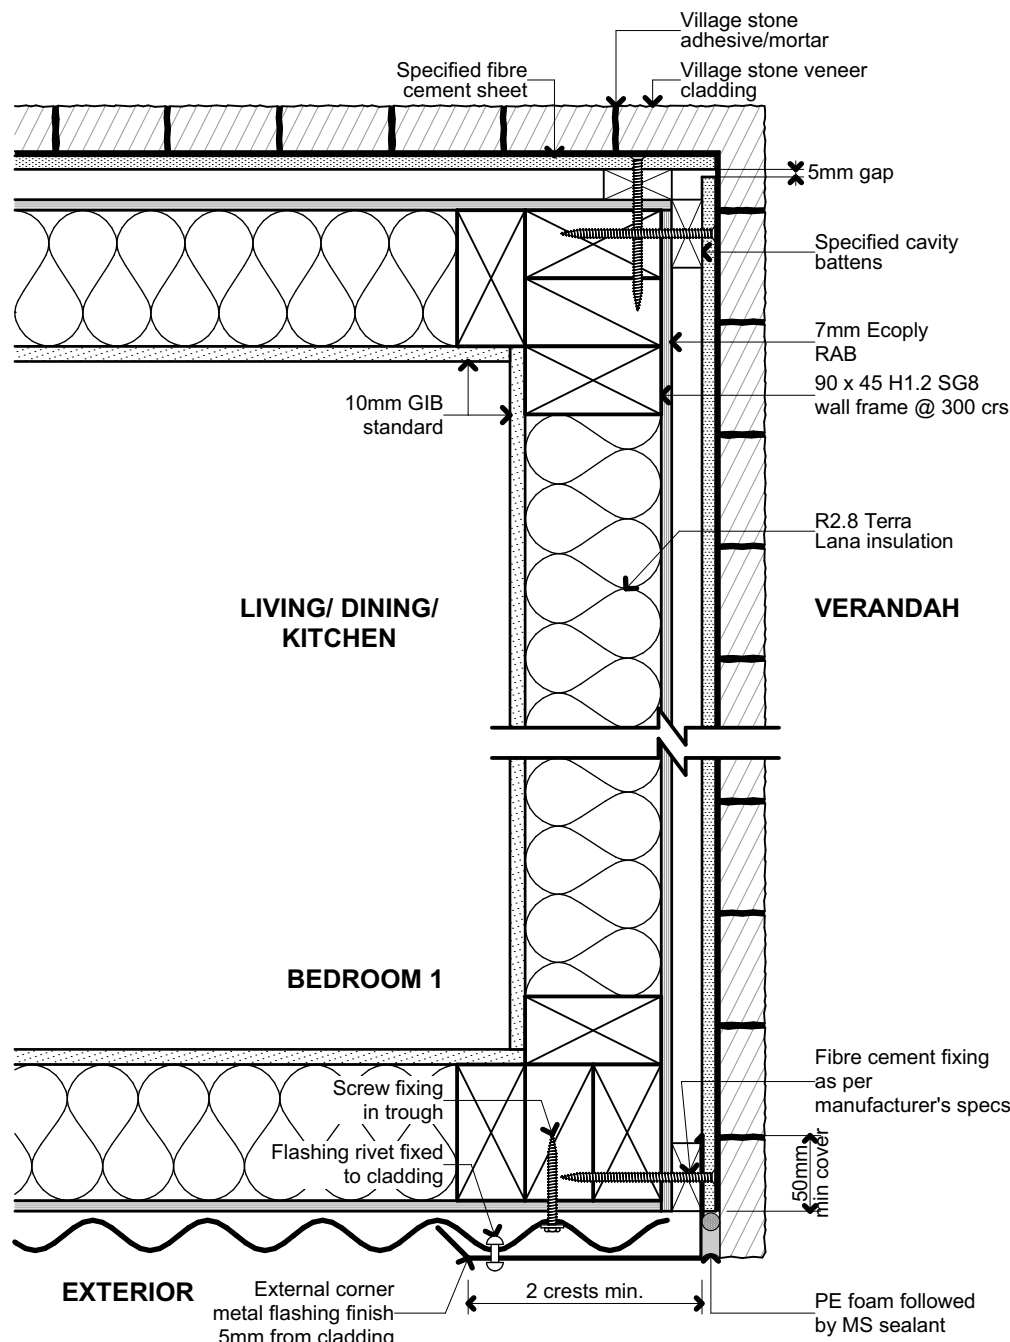 Village stone
adhesive/mortar
Specified fibre
cement sheet
Village stone veneer
cladding
5mm gap
Specified cavity
battens
7mm Ecoply
RAB
90 x 45 H1.2 SG8
wall frame @ 300 crs
10mm GIB
standard
R2.8 Terra
Lana insulation
LIVING/ DINING/
KITCHEN
VERANDAH
BEDROOM 1
Fibre cement fixing
as per
manufacturer's specs
Screw fixing
in trough
Flashing rivet fixed
to cladding
50mm
min cover
EXTERIOR
External corner
metal flashing finish
5mm from cladding
2 crests min.
PE foam followed
by MS sealant